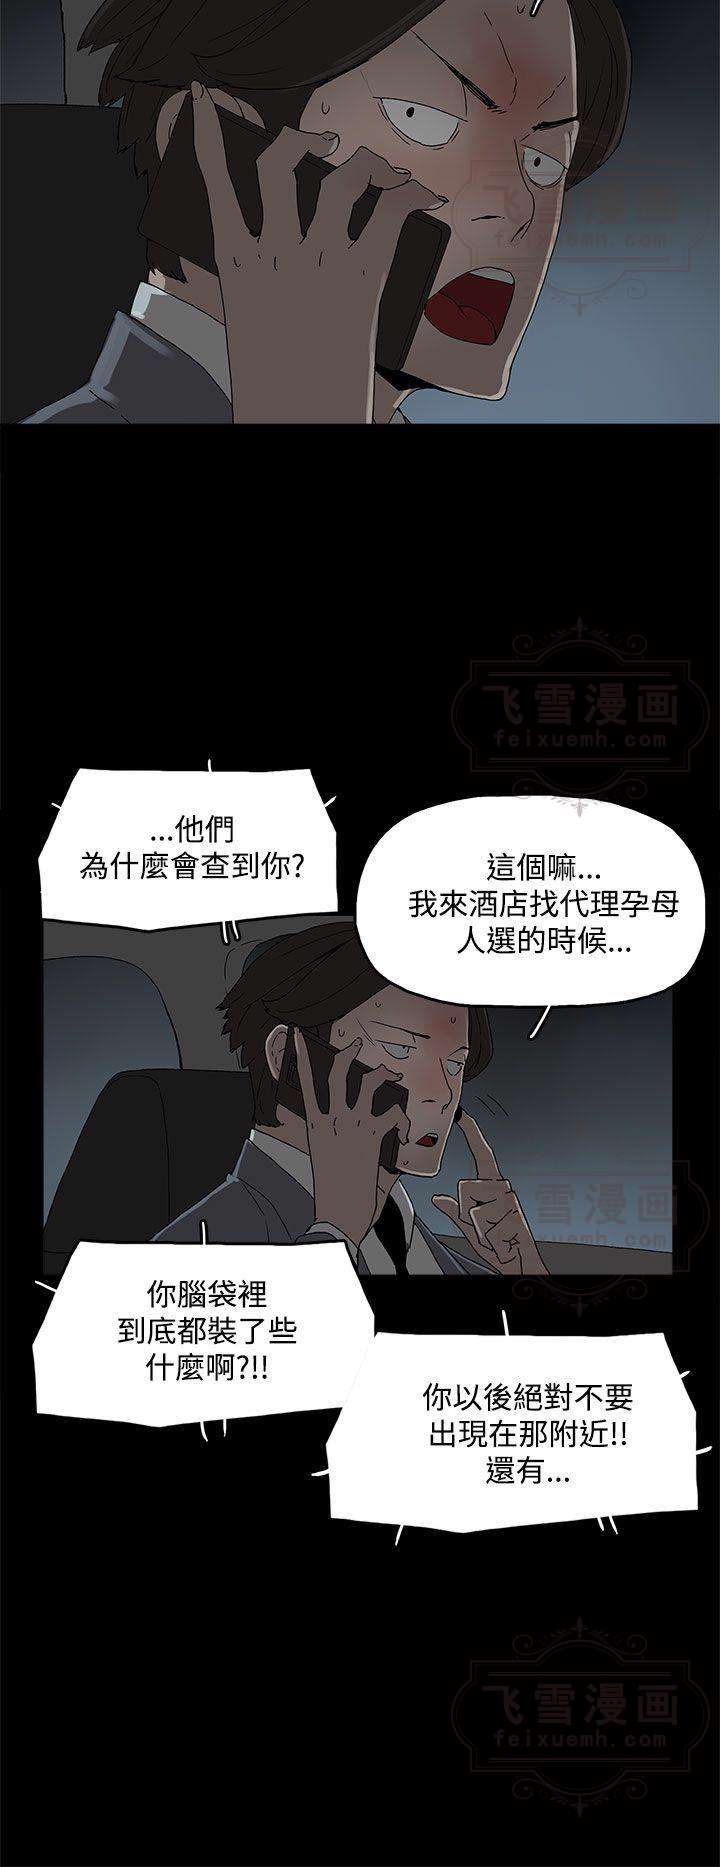 飞雪漫画
feixuemh.com
飞雪漫画
feixuemh.com
...他們
為什麼會查到你?
這個嘛...
我來酒店找代理孕母
人選的時候...
飞雪漫画
feixuemh.com
你腦袋裡
到底都裝了些
什麼啊?!!
你以後絕對不要
出現在那附近!!
還有...
飞雪漫画
feixuemh.com